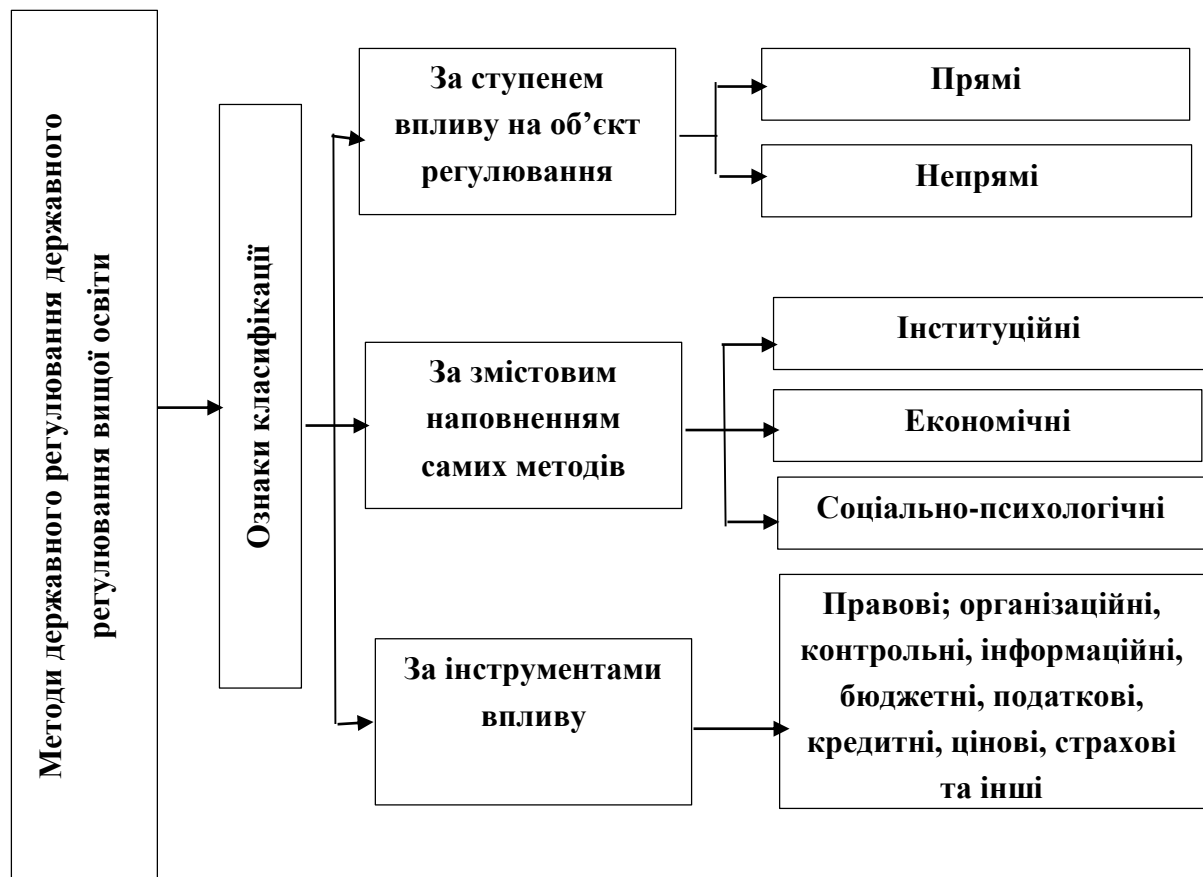 Методи державного регулювання державного
регулювання вищої освіти
Ознаки класифікації
За ступенем
впливу на об’єкт
регулювання
Прямі
Непрямі
За змістовим
наповненням
самих методів
Інституційні
Економічні
Соціально-психологічні
За інструментами
впливу
Правові; організаційні,
контрольні, інформаційні,
бюджетні, податкові,
кредитні, цінові, страхові
та інші